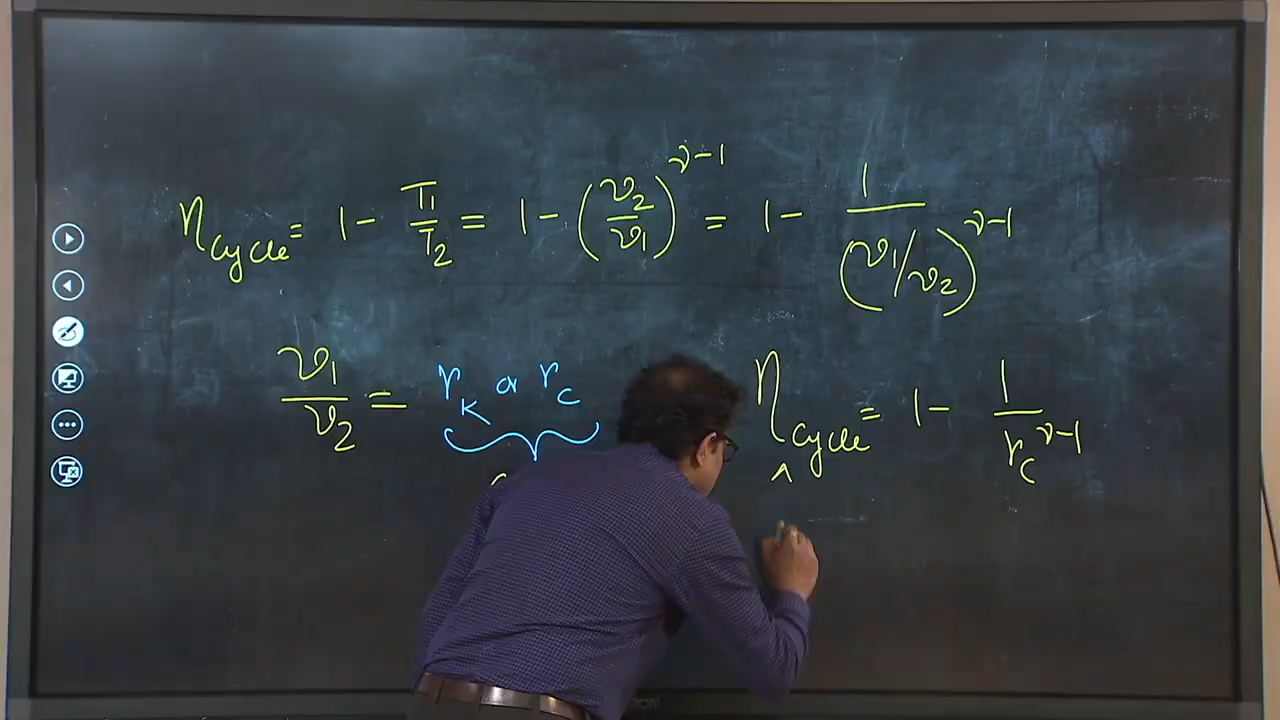 η_cycle = 1 - T₁/T₂ = 1 - (v₂/v₁)^(ν-1) = 1 - 1/(v₁/v₂)^(ν-1)
v₁/v₂ = r_K or r_C
η_cycle = 1 - 1/r_C^(ν-1)